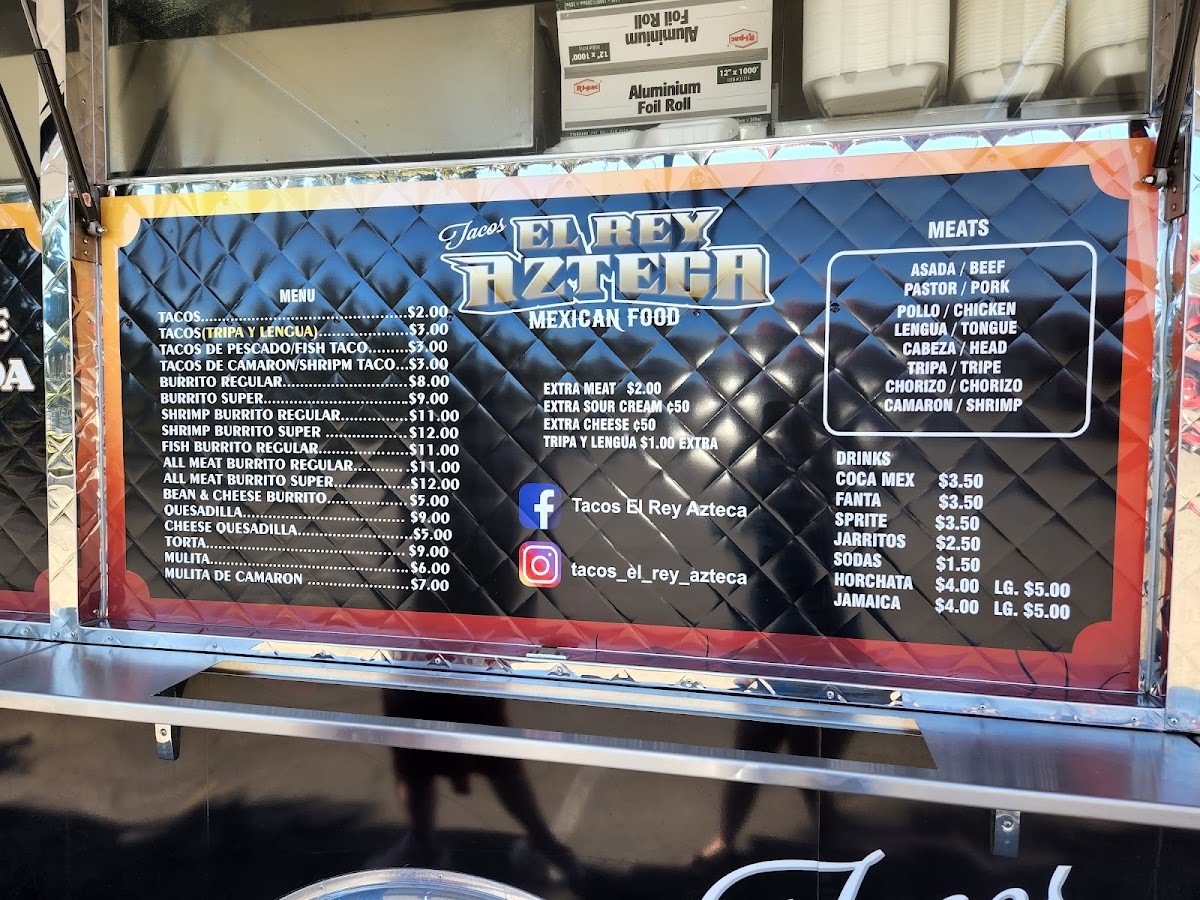 Aluminium
Foil Roll
Ri-pac
12" x 1000'
12" x 1000'
Ri-pac
Aluminium
Foil Roll
E
DA
Tacos
EL REY
AZTECA
MEXICAN FOOD
MENU
TACOS...$2.00
TACOS(TRIPA Y LENGUA)...$3.00
TACOS DE PESCADO/FISH TACO...$3.00
TACOS DE CAMARON/SHRIPM TACO...$3.00
BURRITO REGULAR...$8.00
BURRITO SUPER...$9.00
SHRIMP BURRITO REGULAR...$11.00
SHRIMP BURRITO SUPER ...$12.00
FISH BURRITO REGULAR...$11.00
ALL MEAT BURRITO REGULAR...$11.00
ALL MEAT BURRITO SUPER...$12.00
BEAN & CHEESE BURRITO...$5.00
QUESADILLA...$9.00
CHEESE QUESADILLA...$5.00
TORTA...$9.00
MULITA...$6.00
MULITA DE CAMARON ...$7.00
EXTRA MEAT $2.00
EXTRA SOUR CREAM ¢50
EXTRA CHEESE ¢50
TRIPA Y LENGUA $1.00 EXTRA
Tacos El Rey Azteca
tacos_el_rey_azteca
MEATS
ASADA / BEEF
PASTOR / PORK
POLLO / CHICKEN
LENGUA / TONGUE
CABEZA / HEAD
TRIPA / TRIPE
CHORIZO / CHORIZO
CAMARON / SHRIMP
DRINKS
COCA MEX $3.50
FANTA $3.50
SPRITE $3.50
JARRITOS $2.50
SODAS $1.50
HORCHATA $4.00 LG. $5.00
JAMAICA $4.00 LG. $5.00
Tacos